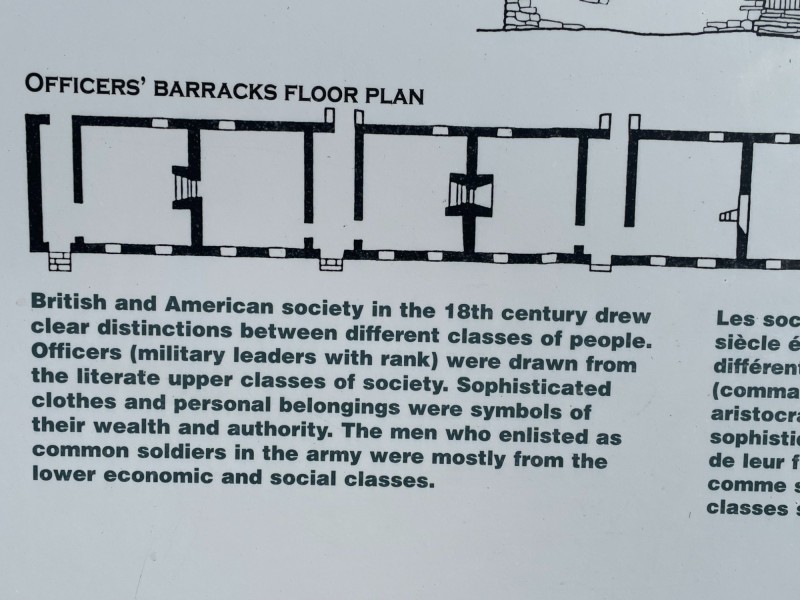 OFFICERS' BARRACKS FLOOR PLAN
British and American society in the 18th century drew
clear distinctions between different classes of people.
Officers (military leaders with rank) were drawn from
the literate upper classes of society. Sophisticated
clothes and personal belongings were symbols of
their wealth and authority. The men who enlisted as
common soldiers in the army were mostly from the
lower economic and social classes.
Les soc
siècle é
différent
(comma
aristocra
sophistic
de leur f
comme s
classes s